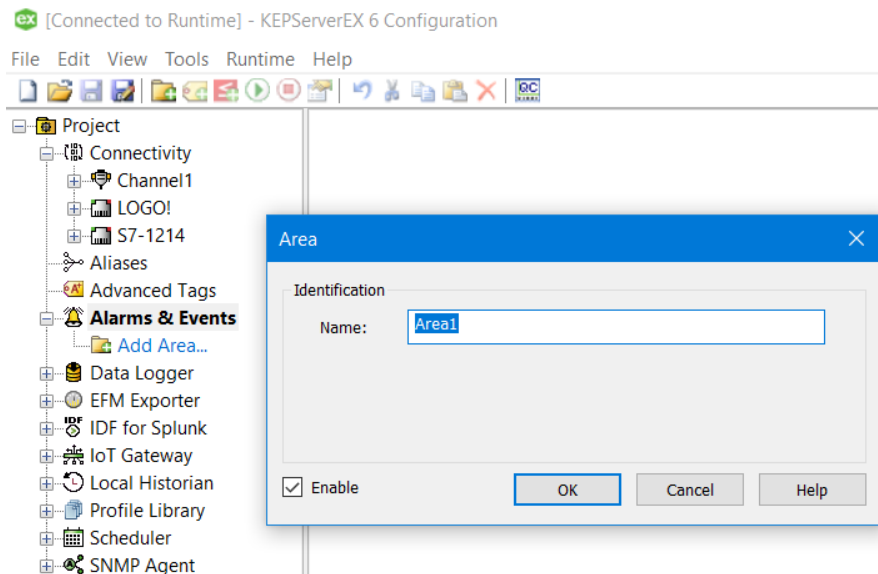 ex [Connected to Runtime] - KEPServerEX 6 Configuration
File Edit View Tools Runtime Help
QC
Project
Connectivity
Channel1
LOGO!
S7-1214
Aliases
Advanced Tags
Alarms & Events
Add Area...
Data Logger
EFM Exporter
IDF IDF for Splunk
IoT Gateway
Local Historian
Profile Library
Scheduler
SNMP Agent
Area
Identification
Name: Area1
Enable OK Cancel Help